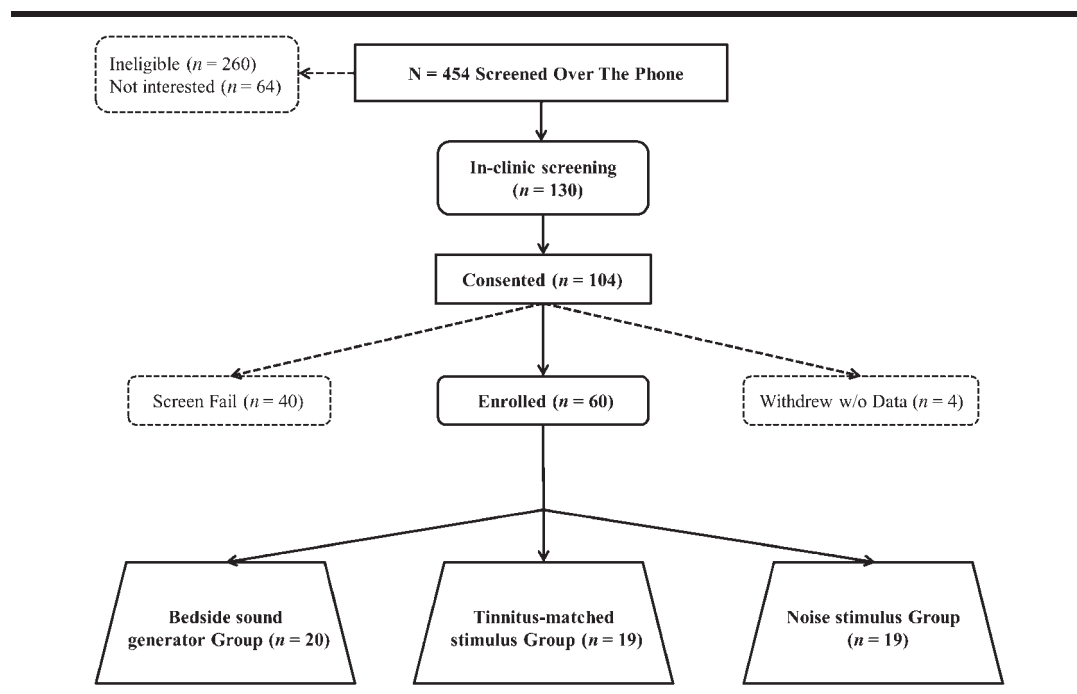 Ineligible (n = 260)
Not interested (n = 64)
N = 454 Screened Over The Phone
In-clinic screening
(n = 130)
Consented (n = 104)
Screen Fail (n = 40)
Enrolled (n = 60)
Withdrew w/o Data (n = 4)
Bedside sound
generator Group (n = 20)
Tinnitus-matched
stimulus Group (n = 19)
Noise stimulus Group
(n = 19)